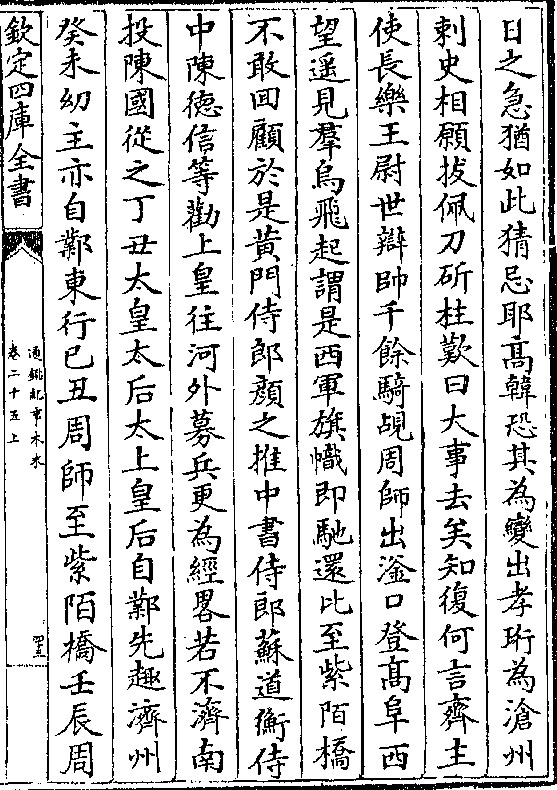 日之急猶如此猜忌耶高韓恐其為變出孝珩為滄州
刺史相願拔佩刀斫柱歎曰大事去矣知復何言齊主
使長樂王尉世辯帥千餘騎覘周師出滏口登髙阜西
望遥見羣烏飛起謂是西軍旗幟即馳還比至紫陌橋
不敢囬顧於是黄門侍郎顔之推中書侍郎蘇道衡侍
中陳徳信等勸上皇往河外募兵更為經畧若不濟南
投陳國從之丁丑太皇太后太上皇后自鄴先趣濟州
癸未幼主亦自鄴東行己丑周師至紫陌橋壬辰周
欽定四庫全書
通鑑紀事本末
卷二十五上
四五